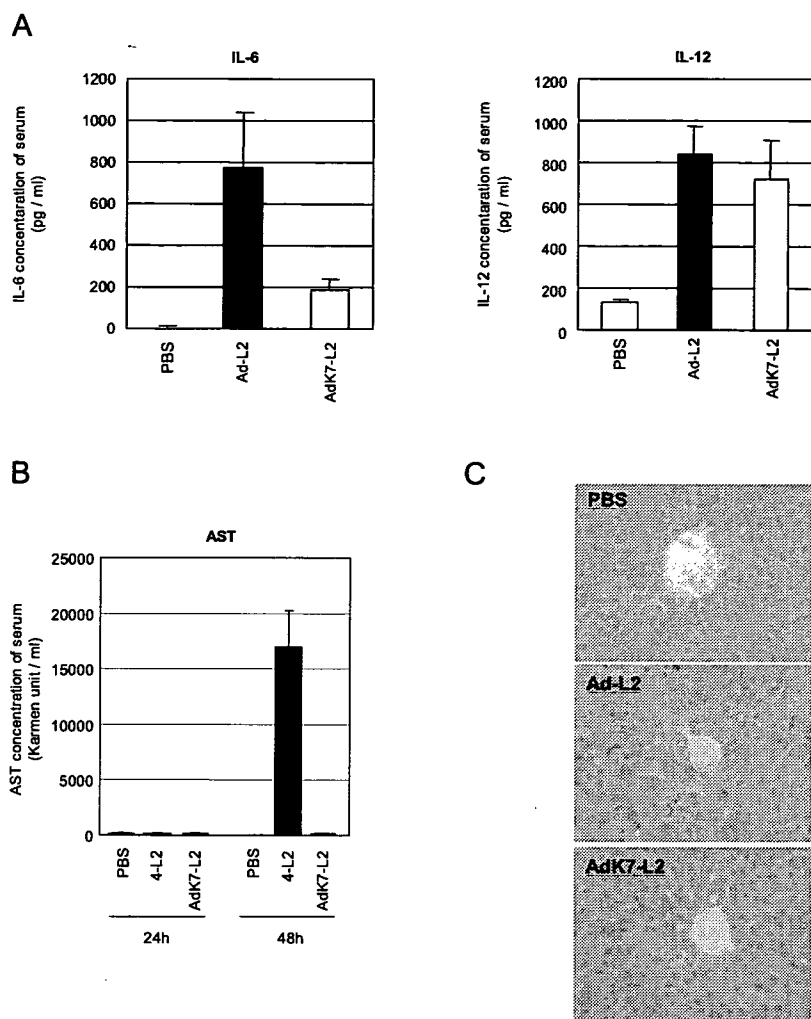 A
IL-6
IL-6 concentaration of serum
(pg / ml)
1200
1000
800
600
400
200
0
PBS
Ad-L2
AdK7-L2
IL-12
IL-12 concentaration of serum
(pg / ml)
1200
1000
800
600
400
200
0
PBS
Ad-L2
AdK7-L2
B
AST
AST concentration of serum
(Karmen unit / ml)
25000
20000
15000
10000
5000
0
PBS
4-L2
AdK7-L2
PBS
4-L2
AdK7-L2
24h
48h
C
PBS
Ad-L2
AdK7-L2